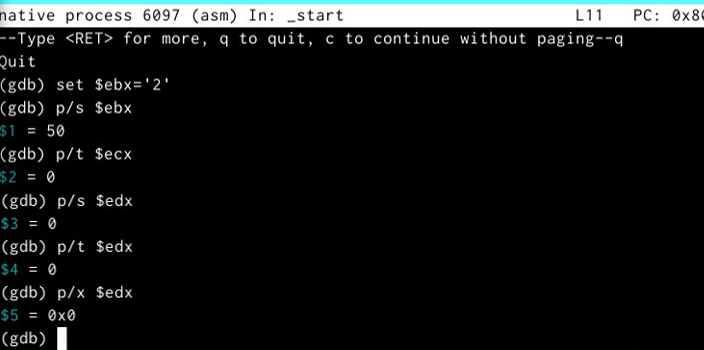 native process 6097 (asm) In: _start L11 PC: 0x80
--Type <RET> for more, q to quit, c to continue without paging--q
Quit
(gdb) set $ebx='2'
(gdb) p/s $ebx
$1 = 50
(gdb) p/t $ecx
$2 = 0
(gdb) p/s $edx
$3 = 0
(gdb) p/t $edx
$4 = 0
(gdb) p/x $edx
$5 = 0x0
(gdb)